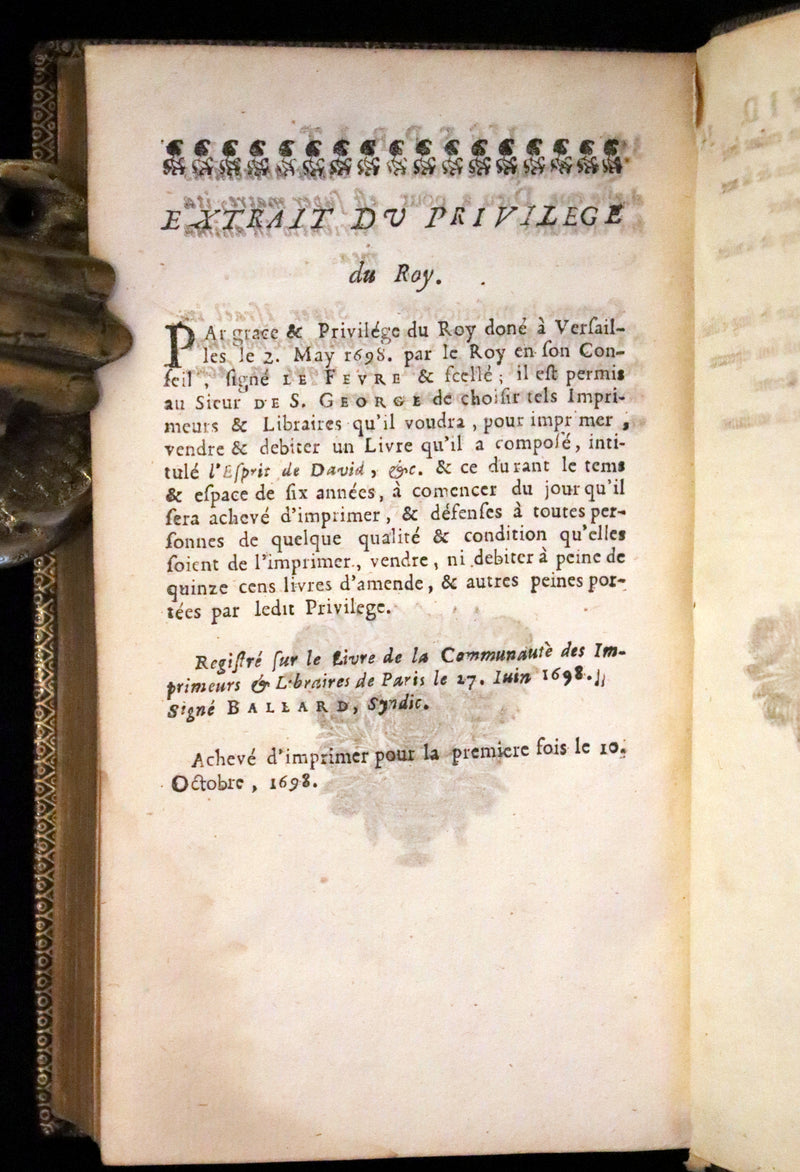 EXTRAIT DU PRIVILEGE
du Roy.
PAr grace & Privilége du Roy doné à Versail-
les le 2. May 1698. par le Roy en son Con-
seil, signé LE FEVRE & scellé; il est permis
au Sieur DE S. GEORGE de choisir tels Impri-
meurs & Libraires qu'il voudra, pour imprimer,
vendre & debiter un Livre qu'il a composé, inti-
tulé l'Esprit de David, &c. & ce durant le tems
& espace de six années, à comencer du jour qu'il
sera achevé d'imprimer, & défenses à toutes per-
sonnes de quelque qualité & condition qu'elles
soient de l'imprimer, vendre, ni debiter à peine de
quinze cens livres d'amende, & autres peines por-
tées par ledit Privilege.
Registré sur le Livre de la Communautè des Im-
primeurs & Libraires de Paris le 27. Iuin 1698.
Signé BALLARD, Syndic.
Achevé d'imprimer pour la premiere fois le 10.
Octobre, 1698.